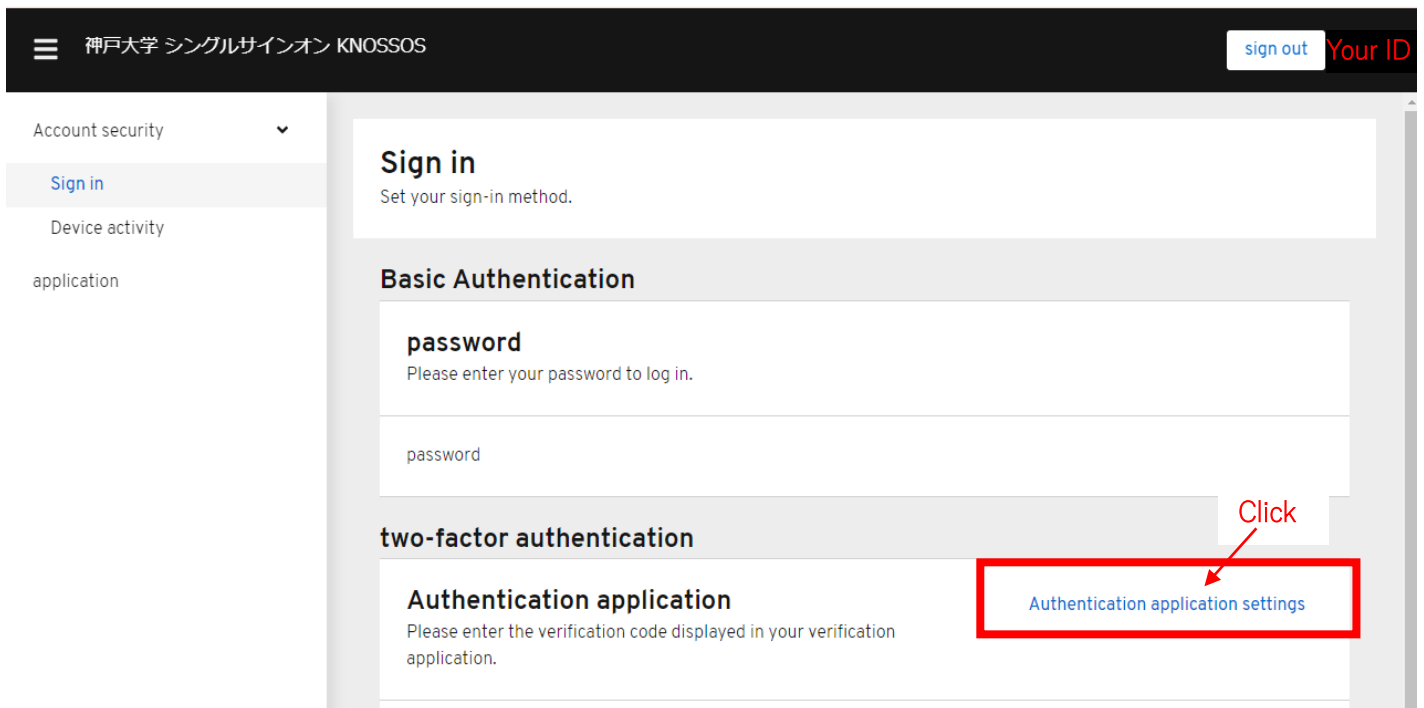 神戸大学 シングルサインオン KNOSSOS
sign out
Your ID
Account security
Sign in
Device activity
application
Sign in
Set your sign-in method.
Basic Authentication
password
Please enter your password to log in.
password
two-factor authentication
Click
Authentication application
Authentication application settings
Please enter the verification code displayed in your verification
application.